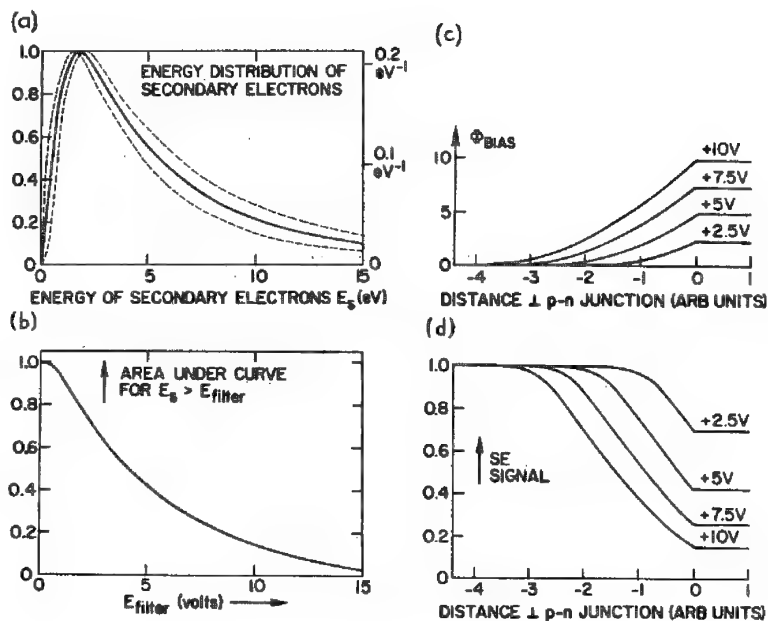 (a)
1.0
0.8
0.6
0.4
0.2
0
0
5
10
15
0.2
eV⁻¹
0.1
eV⁻¹
0
ENERGY DISTRIBUTION OF
SECONDARY ELECTRONS
ENERGY OF SECONDARY ELECTRONS Eₛ(eV)
(b)
1.0
0.8
0.6
0.4
0.2
0
0
5
10
15
AREA UNDER CURVE
FOR Eₛ > E_filter
E_filter (volts)
(c)
Φ_BIAS
10
5
0
+10V
+7.5V
+5V
+2.5V
-4
-3
-2
-1
0
1
DISTANCE ⊥ p-n JUNCTION (ARB UNITS)
(d)
1.0
0.8
0.6
0.4
0.2
0
SE
SIGNAL
+2.5V
+5V
+7.5V
+10V
-4
-3
-2
-1
0
1
DISTANCE ⊥ p-n JUNCTION (ARB UNITS)